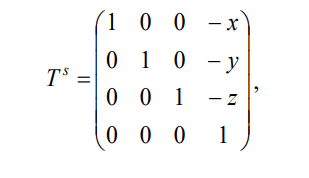 1 0 0 − x
0 1 0 − y
T^s = 0 0 1 − z ,
0 0 0 1